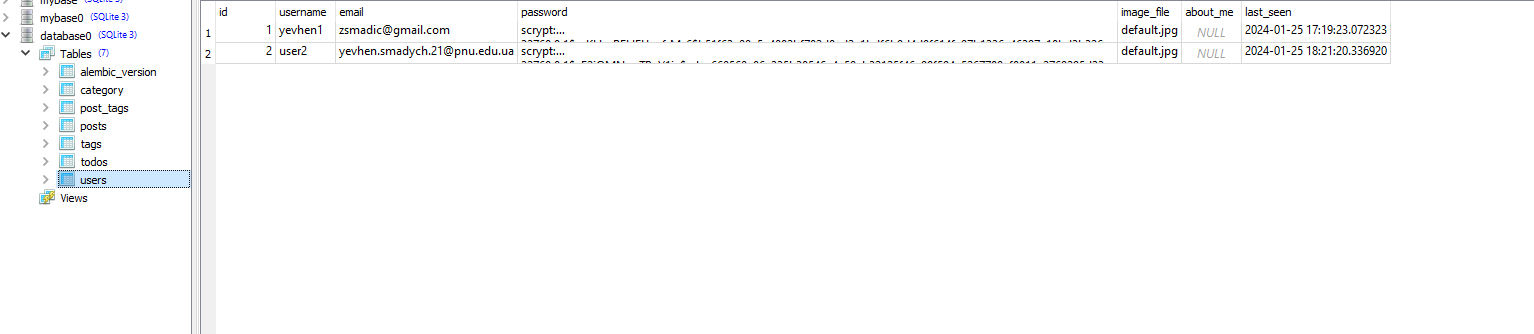 mybase (SQLite 3)
mybase0 (SQLite 3)
database0 (SQLite 3)
Tables (7)
alembic_version
category
post_tags
posts
tags
todos
users
Views
id username email password image_file about_me last_seen
1 1 yevhen1 zsmadic@gmail.com scrypt:... default.jpg NULL 2024-01-25 17:19:23.072323
2 2 user2 yevhen.smadych.21@pnu.edu.ua scrypt:... default.jpg NULL 2024-01-25 18:21:20.336920